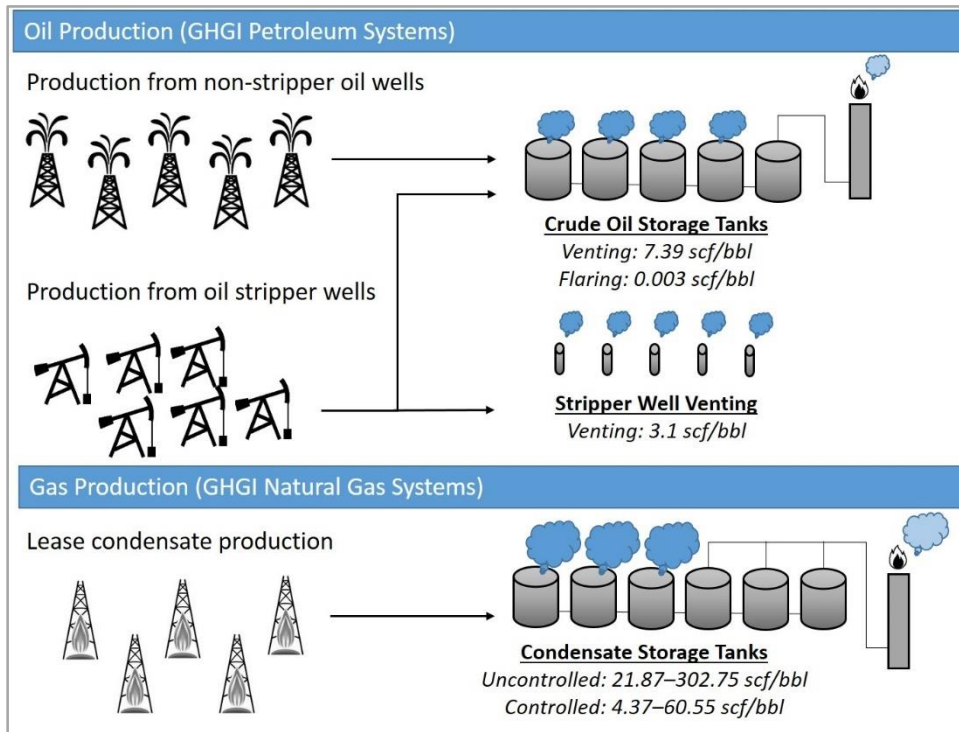 Oil Production (GHGI Petroleum Systems)
Production from non-stripper oil wells
Crude Oil Storage Tanks
Venting: 7.39 scf/bbl
Flaring: 0.003 scf/bbl
Production from oil stripper wells
Stripper Well Venting
Venting: 3.1 scf/bbl
Gas Production (GHGI Natural Gas Systems)
Lease condensate production
Condensate Storage Tanks
Uncontrolled: 21.87–302.75 scf/bbl
Controlled: 4.37–60.55 scf/bbl